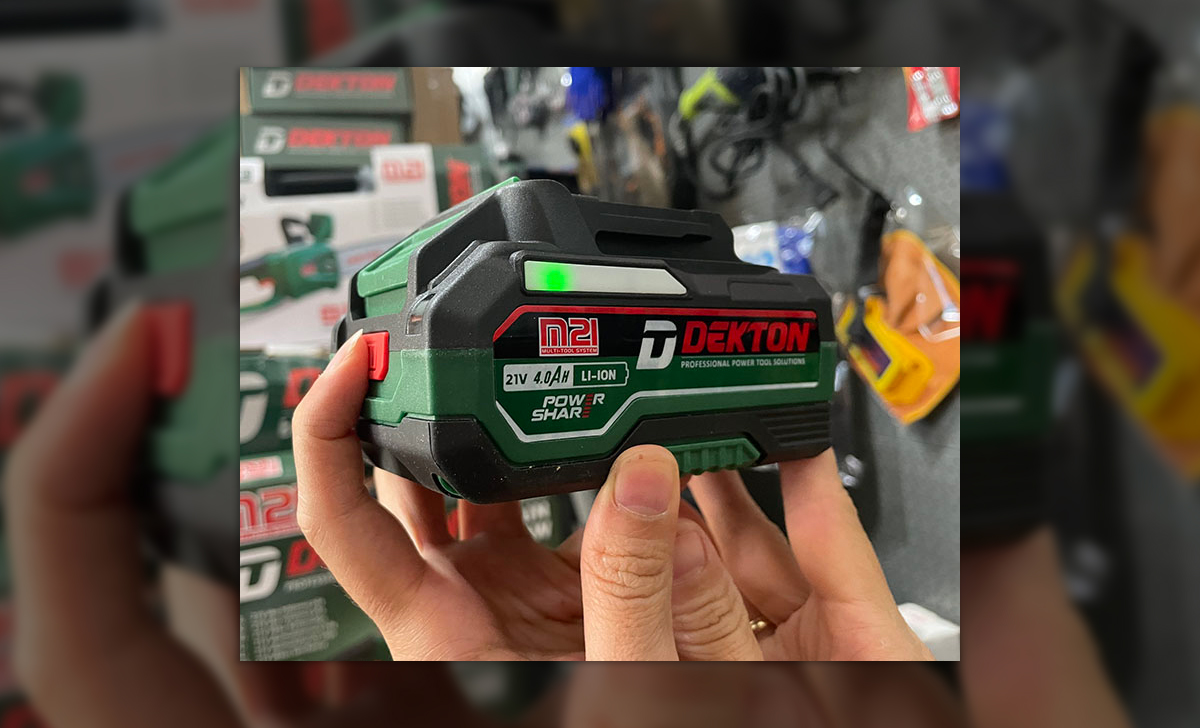 D DEKTON
D DEKTON
M21
M21
MULTI-TOOL SYSTEM
D DEKTON
PROFESSIONAL POWER TOOL SOLUTIONS
21V 4.0AH LI-ION
POWER
SHARE
M21